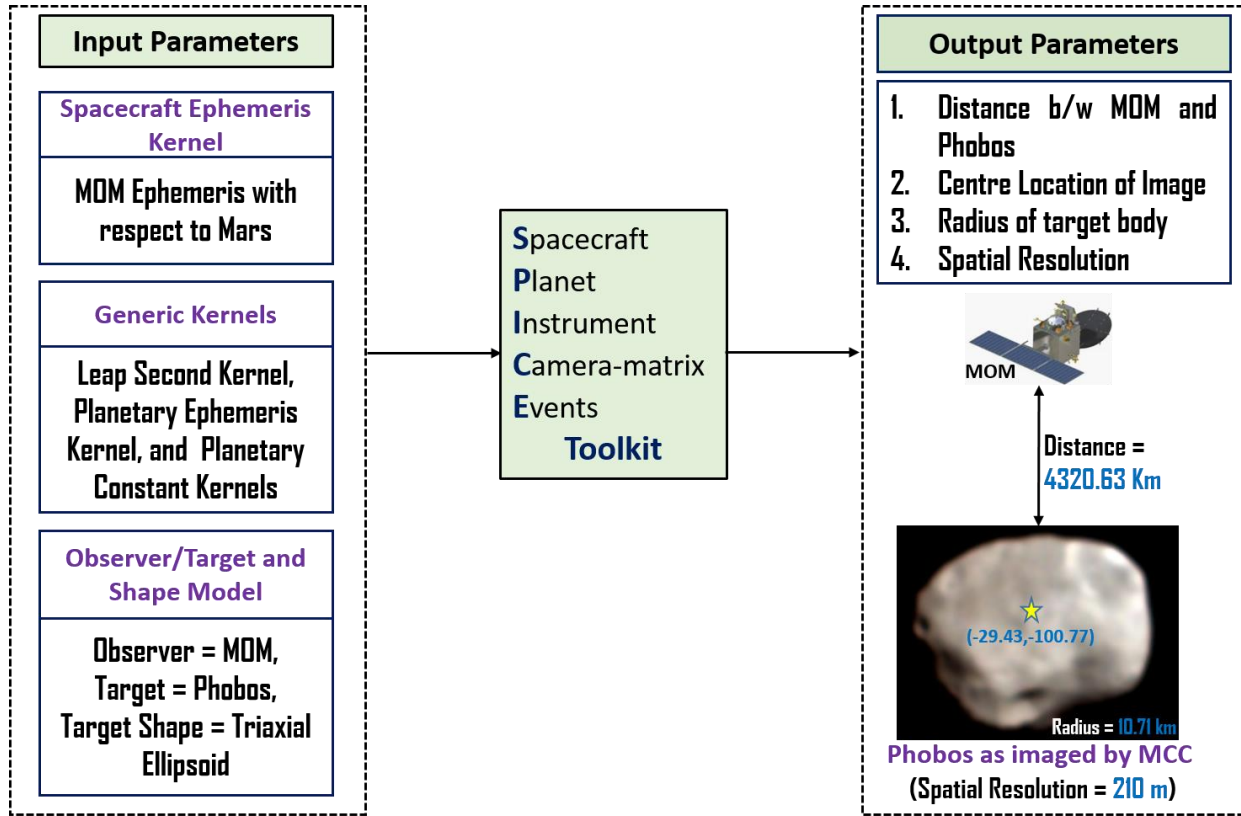 Input Parameters
Spacecraft Ephemeris
Kernel
MOM Ephemeris with
respect to Mars
Generic Kernels
Leap Second Kernel,
Planetary Ephemeris
Kernel, and Planetary
Constant Kernels
Observer/Target and
Shape Model
Observer = MOM,
Target = Phobos,
Target Shape = Triaxial
Ellipsoid
Spacecraft
Planet
Instrument
Camera-matrix
Events
Toolkit
Output Parameters
1. Distance b/w MOM and
Phobos
2. Centre Location of Image
3. Radius of target body
4. Spatial Resolution
MOM
Distance =
4320.63 Km
(-29.43,-100.77)
Radius = 10.71 km
Phobos as imaged by MCC
(Spatial Resolution = 210 m)